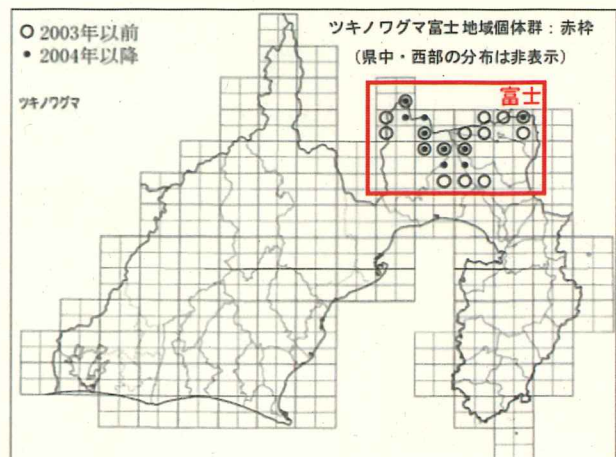 ○ 2003年以前
● 2004年以降
ツキノワグマ
ツキノワグマ富士地域個体群：赤枠
（県中・西部の分布は非表示）
富士